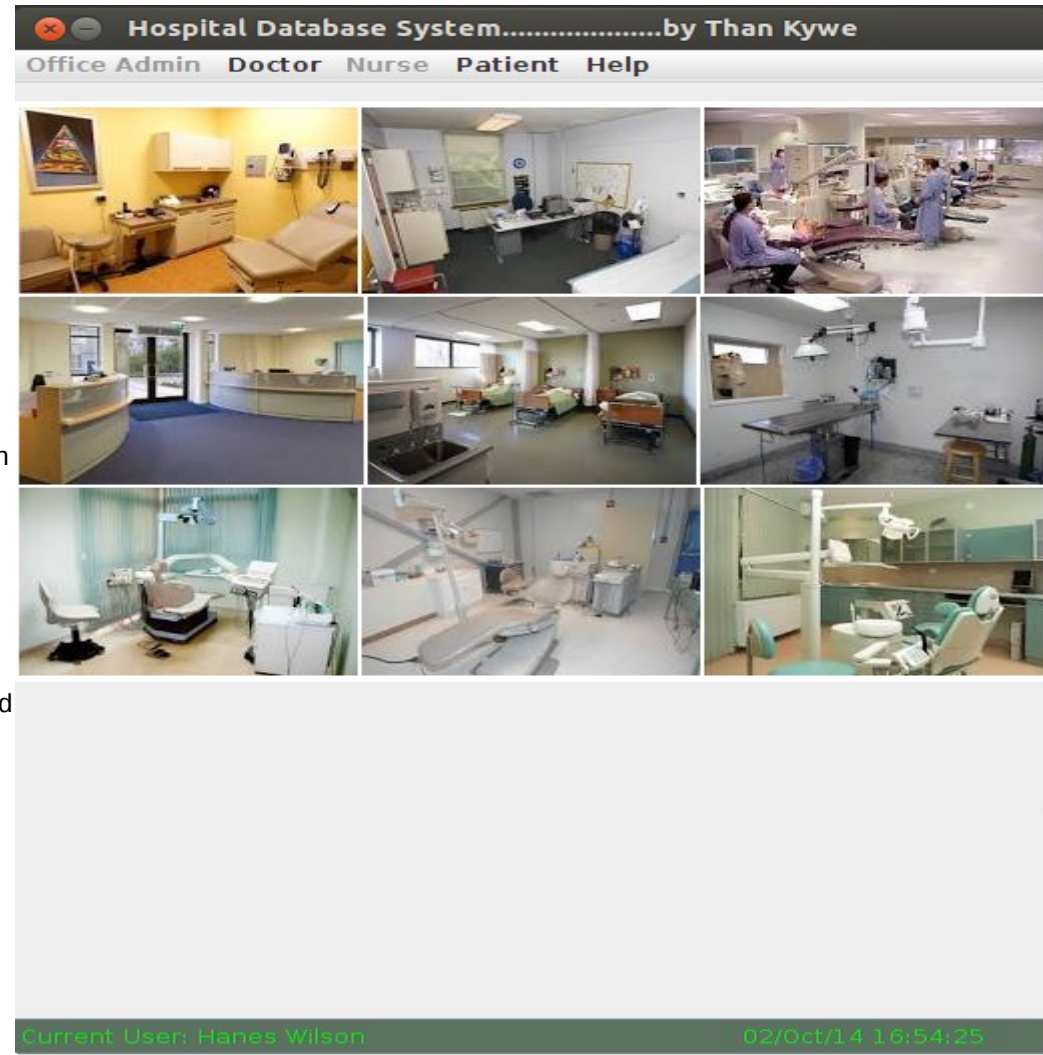 Hospital Database System....................by Than Kywe
Office Admin Doctor Nurse Patient Help
n
d
Current User: Hanes Wilson 02/Oct/14 16:54:25